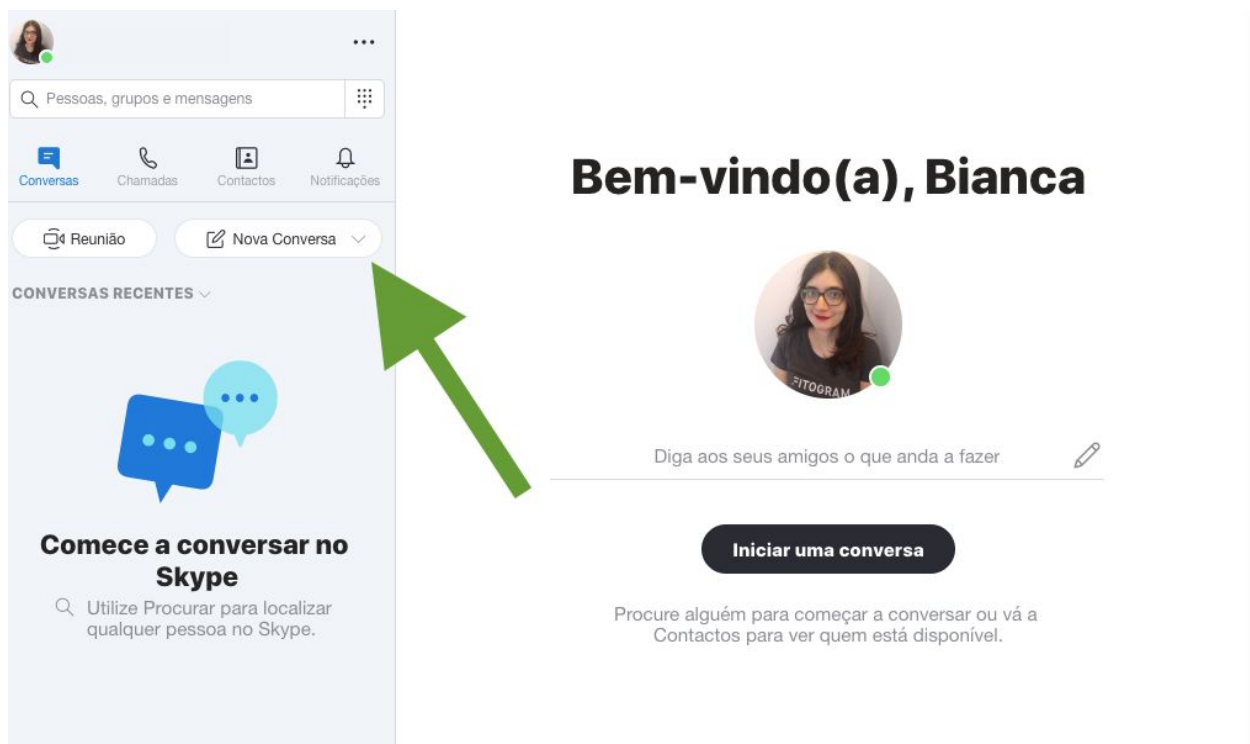 Pessoas, grupos e mensagens
Conversas Chamadas Contactos Notificações
Reunião Nova Conversa
CONVERSAS RECENTES
Comece a conversar no
Skype
Utilize Procurar para localizar
qualquer pessoa no Skype.
Bem-vindo(a), Bianca
FITOGRAM
Diga aos seus amigos o que anda a fazer
Iniciar uma conversa
Procure alguém para começar a conversar ou vá a
Contactos para ver quem está disponível.